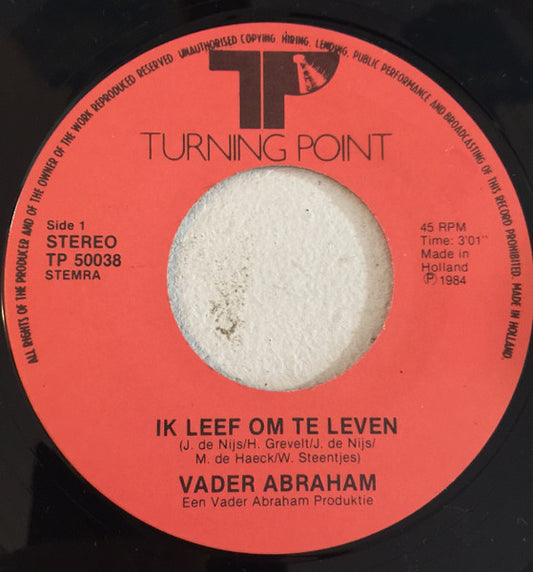 ALL RIGHTS OF THE PRODUCER AND OF THE OWNER OF THE WORK REPRODUCED RESERVED UNAUTHORISED COPYING, HIRING, LENDING, PUBLIC PERFORMANCE AND BROADCASTING OF THIS RECORD PROHIBITED. MADE IN HOLLAND.
TP
TURNING POINT
Side 1
STEREO
TP 50038
STEMRA
45 RPM
Time: 3'01"
Made in
Holland
Ⓟ 1984
IK LEEF OM TE LEVEN
(J. de Nijs/H. Grevelt/J. de Nijs/
M. de Haeck/W. Steentjes)
VADER ABRAHAM
Een Vader Abraham Produktie